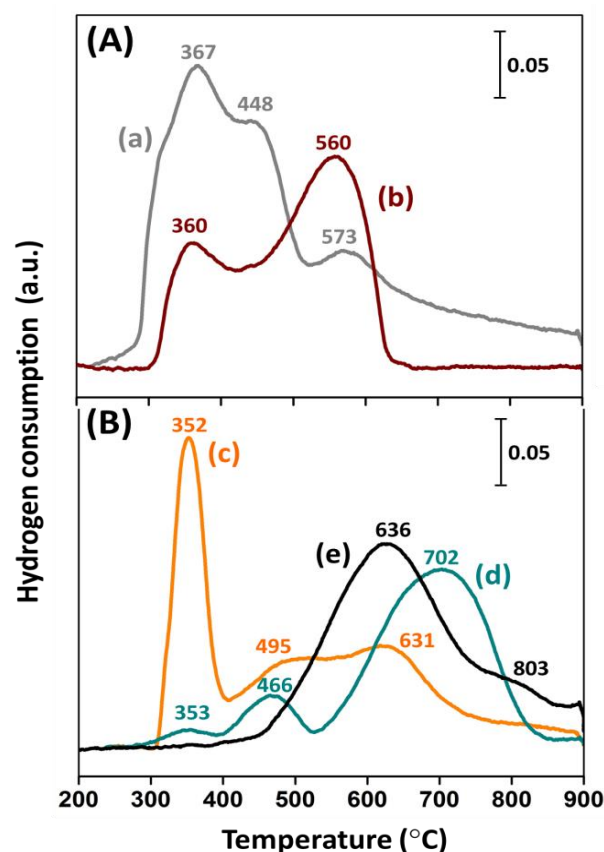 (A)
367
0.05
448
(a)
560
(b)
360
573
Hydrogen consumption (a.u.)
(B)
352
(c)
0.05
636
(e)
702
(d)
495
631
466
803
353
200 300 400 500 600 700 800 900
Temperature (°C)